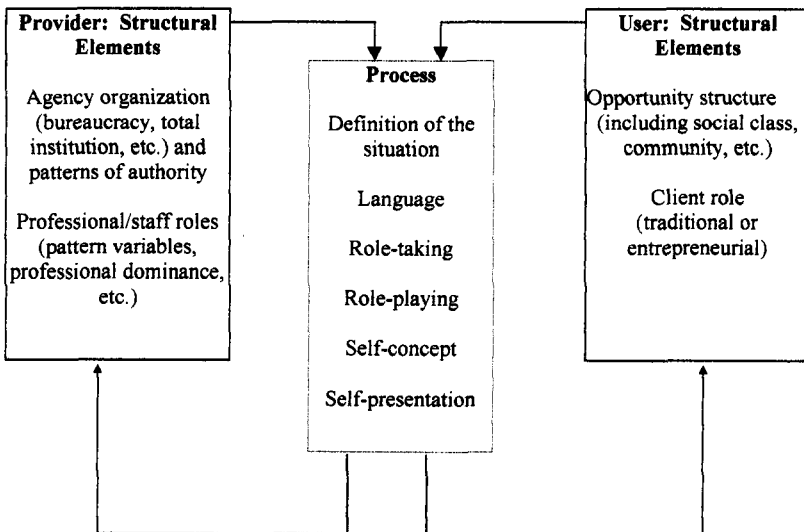 Provider: Structural
Elements
Agency organization
(bureaucracy, total
institution, etc.) and
patterns of authority
Professional/staff roles
(pattern variables,
professional dominance,
etc.)
Process
Definition of the
situation
Language
Role-taking
Role-playing
Self-concept
Self-presentation
User: Structural
Elements
Opportunity structure
(including social class,
community, etc.)
Client role
(traditional or
entrepreneurial)